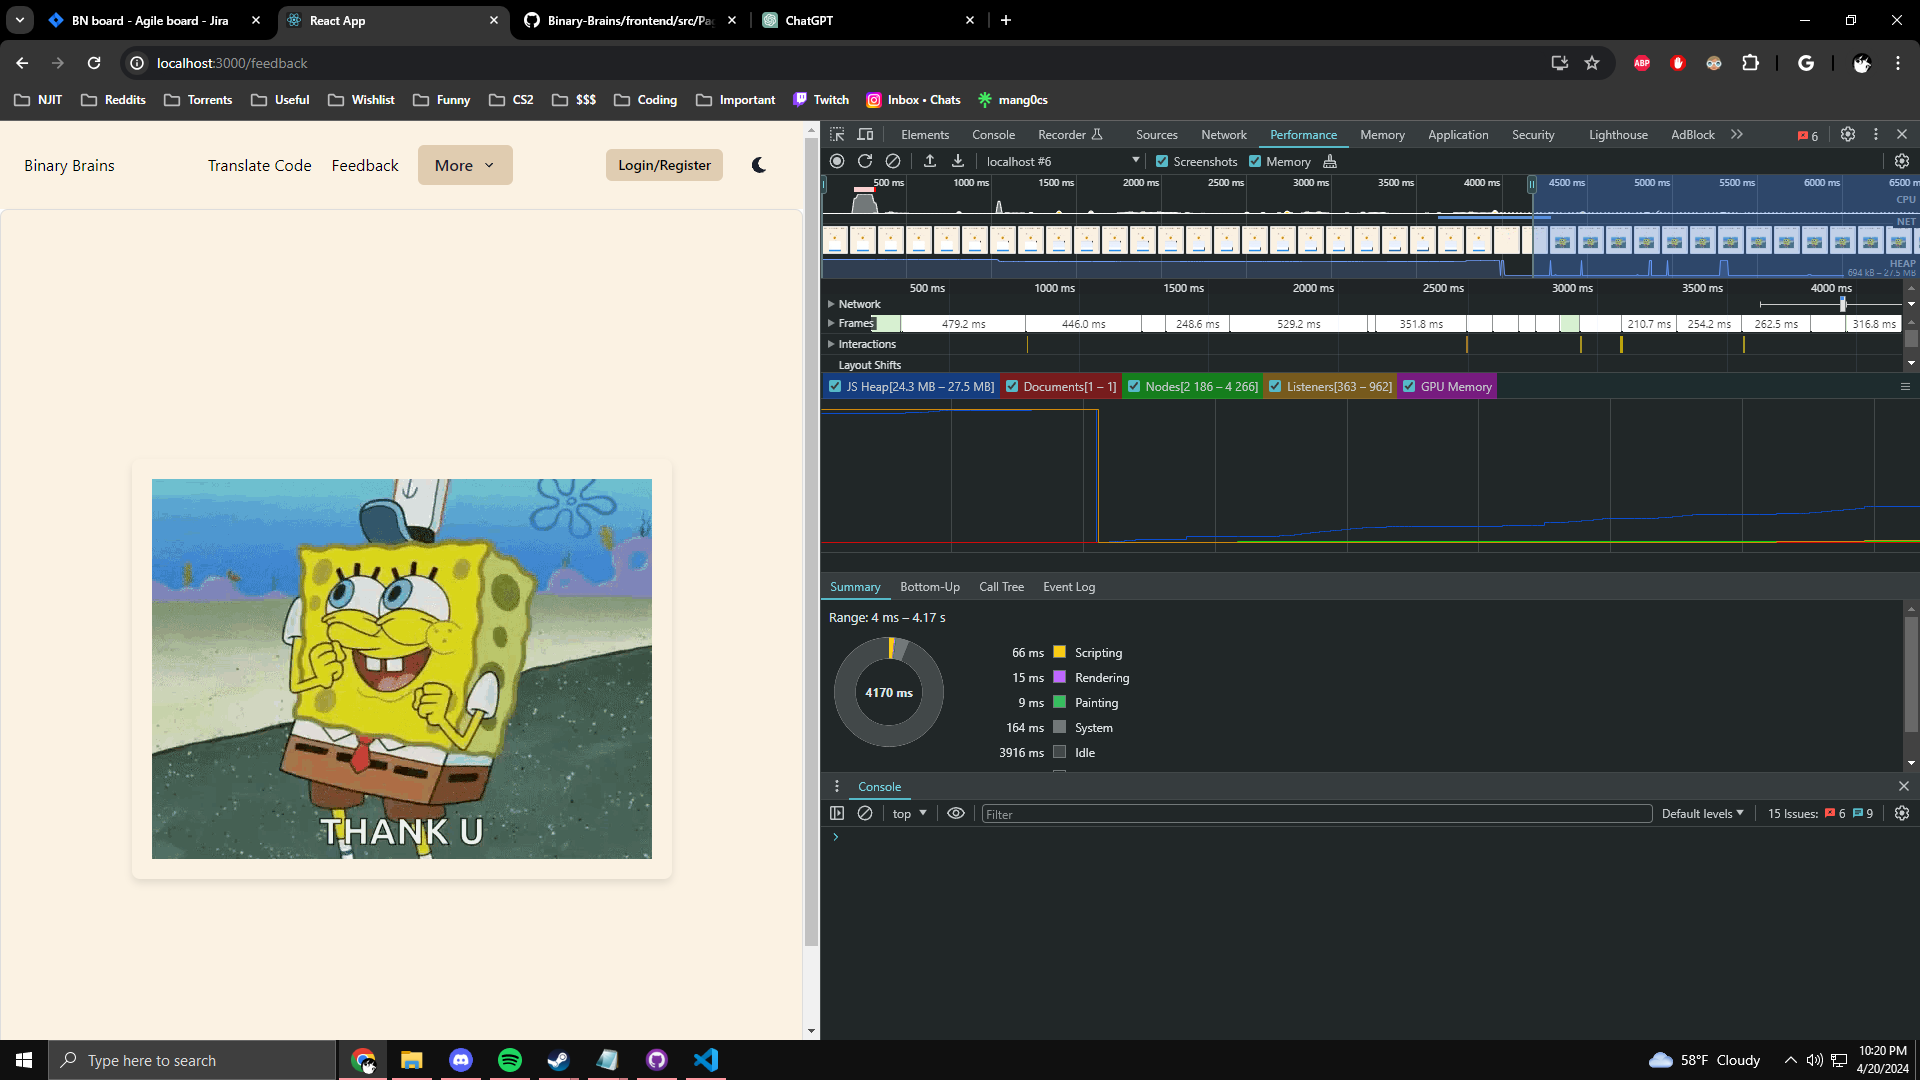 BN board - Agile board - Jira
React App
Binary-Brains/frontend/src/Pag
ChatGPT
localhost:3000/feedback
ABP
G
NJIT
Reddits
Torrents
Useful
Wishlist
Funny
CS2
$$$
Coding
Important
Twitch
Inbox • Chats
mang0cs
Binary Brains
Translate Code
Feedback
More
Login/Register
THANK U
Elements
Console
Recorder
Sources
Network
Performance
Memory
Application
Security
Lighthouse
AdBlock
6
localhost #6
Screenshots
Memory
500 ms 1000 ms 1500 ms 2000 ms 2500 ms 3000 ms 3500 ms 4000 ms 4500 ms 5000 ms 5500 ms 6000 ms 6500 m
CPU
NET
HEAP
694 kB – 27.5 MB
500 ms 1000 ms 1500 ms 2000 ms 2500 ms 3000 ms 3500 ms 4000 ms
Network
Frames 479.2 ms 446.0 ms 248.6 ms 529.2 ms 351.8 ms 210.7 ms 254.2 ms 262.5 ms 316.8 ms
Interactions
Layout Shifts
JS Heap[24.3 MB – 27.5 MB]
Documents[1 – 1]
Nodes[2 186 – 4 266]
Listeners[363 – 962]
GPU Memory
Summary
Bottom-Up
Call Tree
Event Log
Range: 4 ms – 4.17 s
4170 ms
66 ms Scripting
15 ms Rendering
9 ms Painting
164 ms System
3916 ms Idle
Console
top
Filter
Default levels
15 Issues: 6 9
Type here to search
58°F Cloudy
10:20 PM
4/20/2024